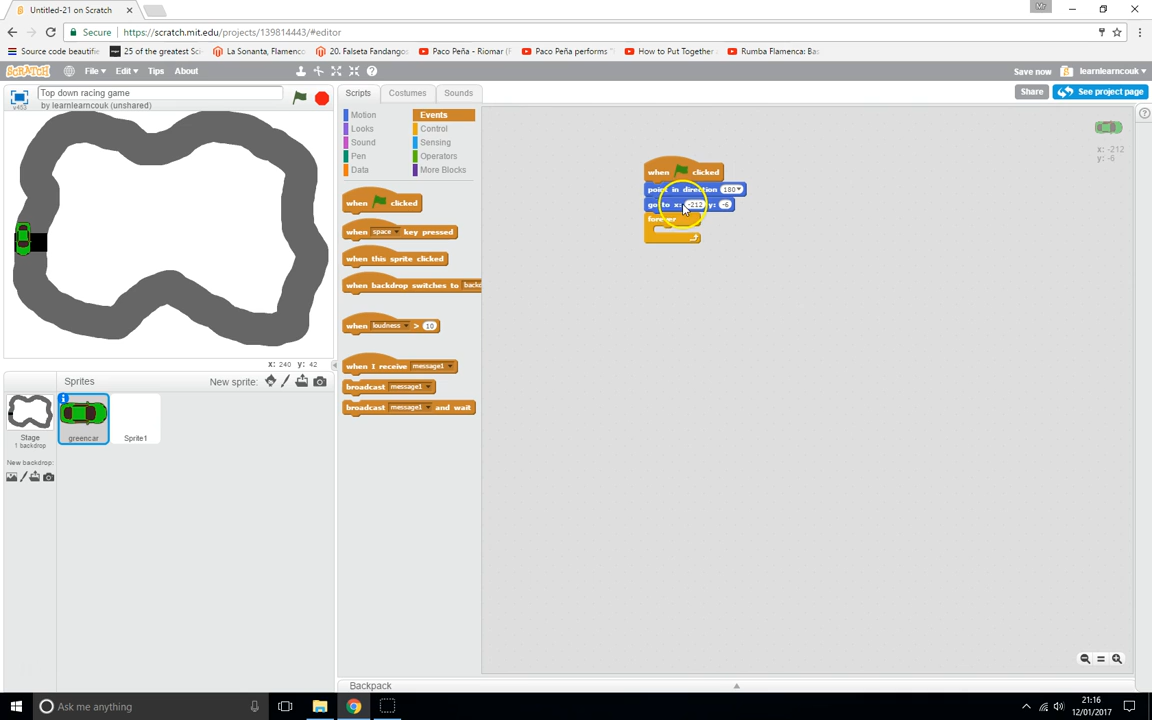 Untitled-21 on Scratch
Mr
Secure https://scratch.mit.edu/projects/139814443/#editor
Source code beautifie
25 of the greatest Sc
La Sonanta, Flamenco
20. Falseta Fandangos
Paco Peña - Riomar (F
Paco Peña performs "
How to Put Together
Rumba Flamenca: Bas
SCRATCH File Edit Tips About
Save now learnlearncouk
Top down racing game
by learnlearncouk (unshared)
v453
Scripts Costumes Sounds
Share See project page
Motion Events
Looks Control
Sound Sensing
Pen Operators
Data More Blocks
when clicked
when space key pressed
when this sprite clicked
when backdrop switches to backd
when loudness > 10
when I receive message1
broadcast message1
broadcast message1 and wait
when clicked
point in direction 180
go to x: -212 y: -6
forever
x: -212
y: -6
x: 240 y: 42
Sprites New sprite:
Stage
1 backdrop
New backdrop:
greencar
Sprite1
Backpack
Ask me anything
21:16
12/01/2017